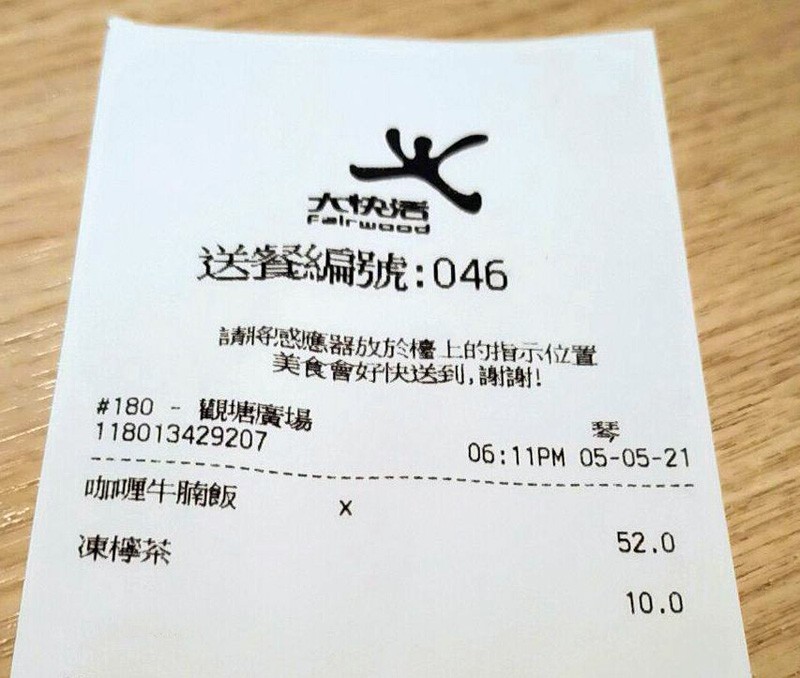 大快活
Fairwood
送餐編號:046
請將感應器放於檯上的指示位置
美食會好快送到,謝謝!
#180 - 觀塘廣場
琴
118013429207
06:11PM 05-05-21
咖喱牛腩飯 x
52.0
凍檸茶
10.0